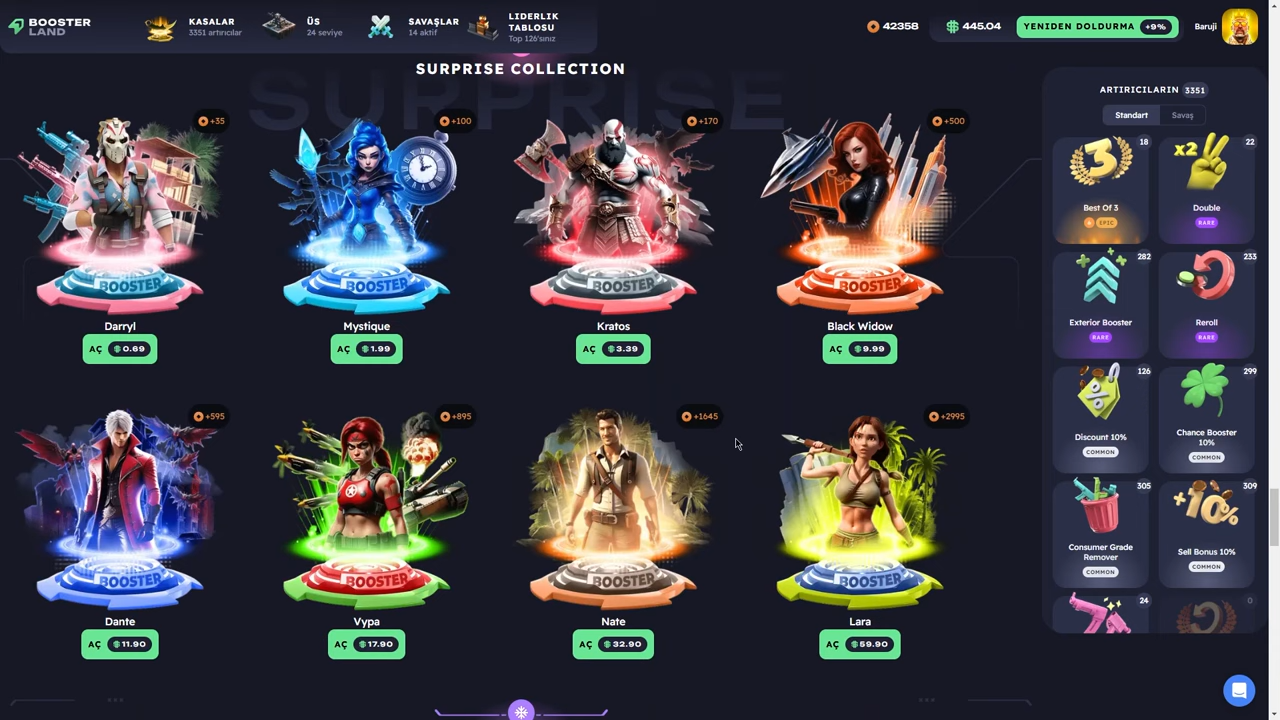 BOOSTER
LAND
KASALAR
3351 artırıcılar
ÜS
24 seviye
SAVAŞLAR
14 aktif
LIDERLIK
TABLOSU
Top 126'sınız
42358
445.04
YENIDEN DOLDURMA +9%
Baruji
SURPRISE
SURPRISE COLLECTION
+35
+100
+170
+500
BOOSTER
BOOSTER
BOOSTER
BOOSTER
Darryl
Mystique
Kratos
Black Widow
AÇ 0.69
AÇ 1.99
AÇ 3.39
AÇ 9.99
+595
+895
+1645
+2995
BOOSTER
BOOSTER
BOOSTER
BOOSTER
Dante
Vypa
Nate
Lara
AÇ 11.90
AÇ 17.90
AÇ 32.90
AÇ 59.90
ARTIRICILARIN 3351
Standart
Savaş
18
3
Best Of 3
EPIC
22
x2
Double
RARE
282
Exterior Booster
RARE
233
Reroll
RARE
126
%
Discount 10%
COMMON
299
Chance Booster
10%
COMMON
305
Consumer Grade
Remover
COMMON
309
+10%
Sell Bonus 10%
COMMON
24
0